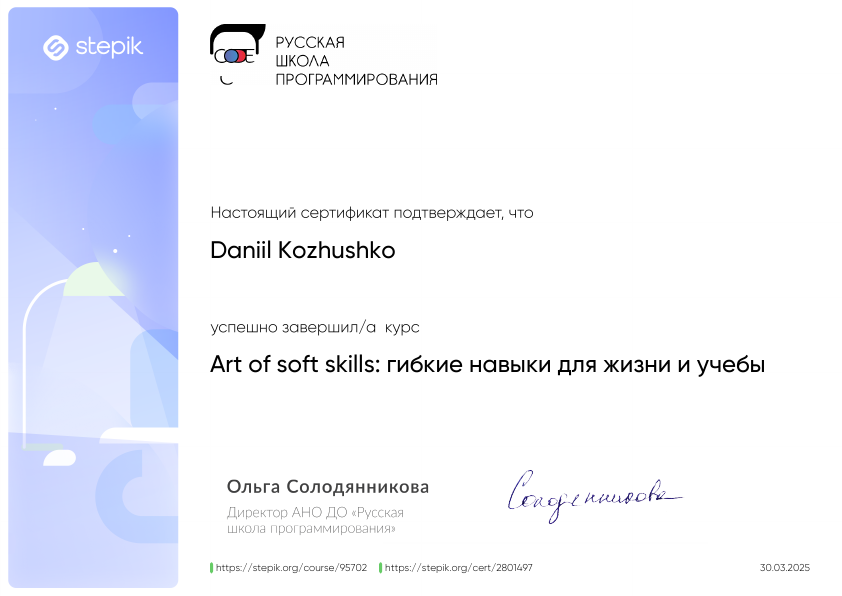 stepik
CODE
РУССКАЯ
ШКОЛА
ПРОГРАММИРОВАНИЯ
Настоящий сертификат подтверждает, что
Daniil Kozhushko
успешно завершил/а курс
Art of soft skills: гибкие навыки для жизни и учебы
Ольга Солодянникова
Директор АНО ДО «Русская
школа программирования»
https://stepik.org/course/95702 https://stepik.org/cert/2801497
30.03.2025